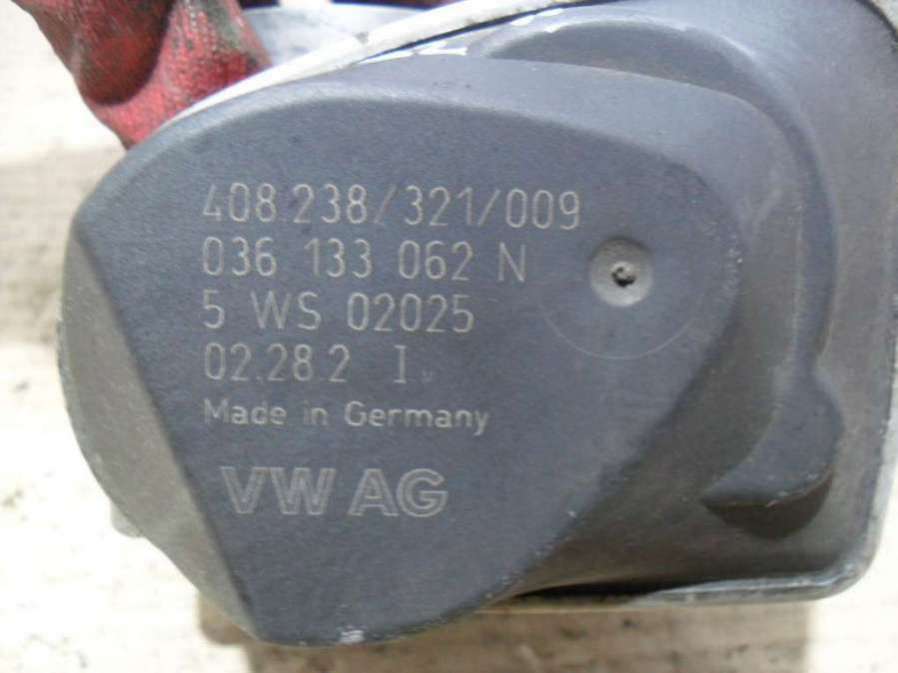 408.238/321/009
036 133 062 N
5 WS 02025
02.28.2 I
Made in Germany
VW AG